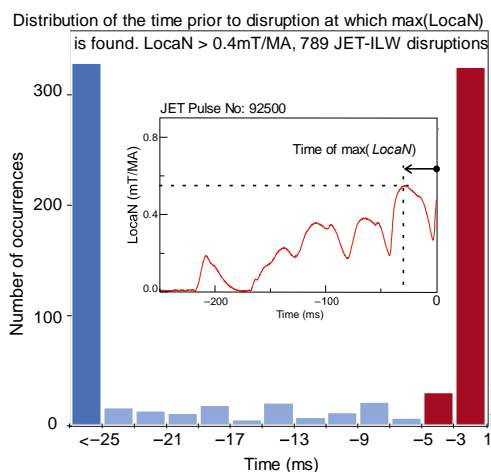 Distribution of the time prior to disruption at which max(LocaN)
is found. LocaN > 0.4mT/MA, 789 JET-ILW disruptions
300
200
100
0
Number of occurrences
JET Pulse No: 92500
0.8
0.4
0.0
LocaN (mT/MA)
Time of max(LocaN)
−200 −100 0
Time (ms)
<−25 −21 −17 −13 −9 −5 −3 1
Time (ms)